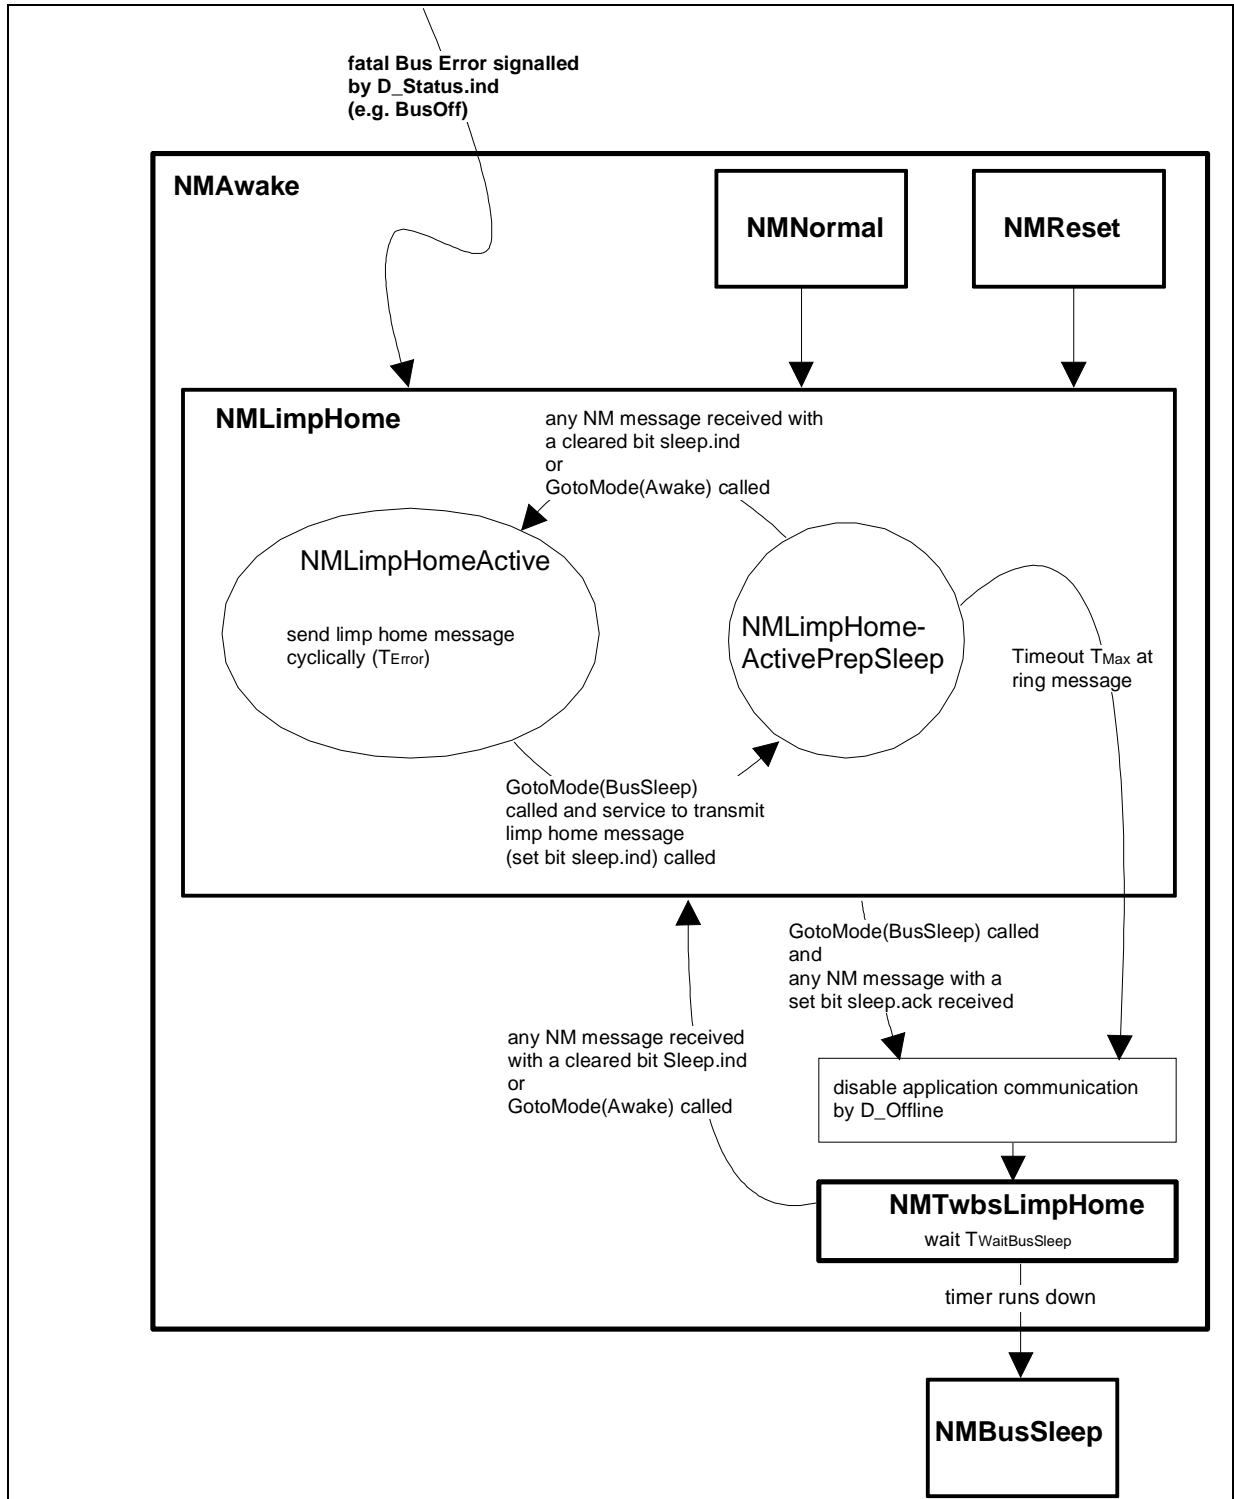 fatal Bus Error signalled
by D_Status.ind
(e.g. BusOff)
NMAwake
NMNormal
NMReset
NMLimpHome
any NM message received with
a cleared bit sleep.ind
or
GotoMode(Awake) called
NMLimpHomeActive
send limp home message
cyclically (TError)
NMLimpHome-
ActivePrepSleep
Timeout TMax at
ring message
GotoMode(BusSleep)
called and service to transmit
limp home message
(set bit sleep.ind) called
GotoMode(BusSleep) called
and
any NM message with a
set bit sleep.ack received
any NM message received
with a cleared bit Sleep.ind
or
GotoMode(Awake) called
disable application communication
by D_Offline
NMTwbsLimpHome
wait TWaitBusSleep
timer runs down
NMBusSleep